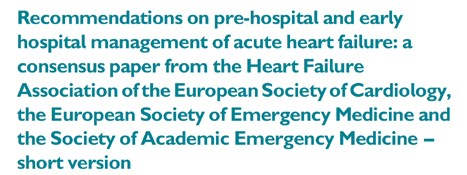 Recommendations on pre-hospital and early
hospital management of acute heart failure: a
consensus paper from the Heart Failure
Association of the European Society of Cardiology,
the European Society of Emergency Medicine and
the Society of Academic Emergency Medicine –
short version